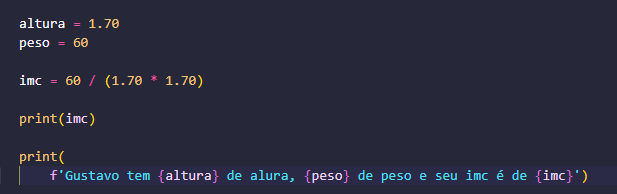 altura = 1.70
peso = 60
imc = 60 / (1.70 * 1.70)
print(imc)
print(
f'Gustavo tem {altura} de alura, {peso} de peso e seu imc é de {imc}')